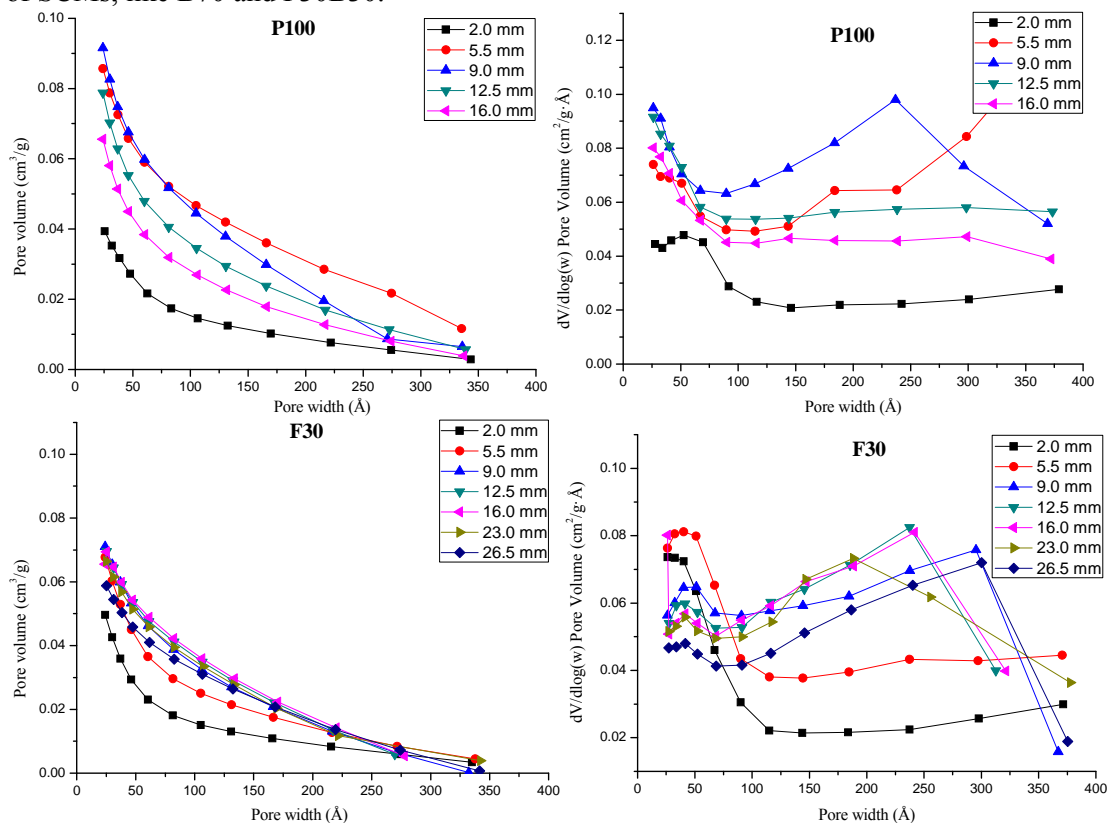 of SCMs, like and
P100
2.0 mm
5.5 mm
9.0 mm
12.5 mm
16.0 mm
Pore volume (cm³/g)
0.10
0.08
0.06
0.04
0.02
0.00
0 50 100 150 200 250 300 350 400
Pore width (Å)
P100
2.0 mm
5.5 mm
9.0 mm
12.5 mm
16.0 mm
dV/dlog(w) Pore Volume (cm²/g·Å)
0.12
0.10
0.08
0.06
0.04
0.02
0.00
0 50 100 150 200 250 300 350 400
Pore width (Å)
F30
2.0 mm
5.5 mm
9.0 mm
12.5 mm
16.0 mm
23.0 mm
26.5 mm
Pore volume (cm³/g)
0.10
0.08
0.06
0.04
0.02
0.00
0 50 100 150 200 250 300 350 400
Pore width (Å)
F30
2.0 mm
5.5 mm
9.0 mm
12.5 mm
16.0 mm
23.0 mm
26.5 mm
dV/dlog(w) Pore Volume (cm²/g·Å)
0.10
0.08
0.06
0.04
0.02
0 50 100 150 200 250 300 350 400
Pore width (Å)